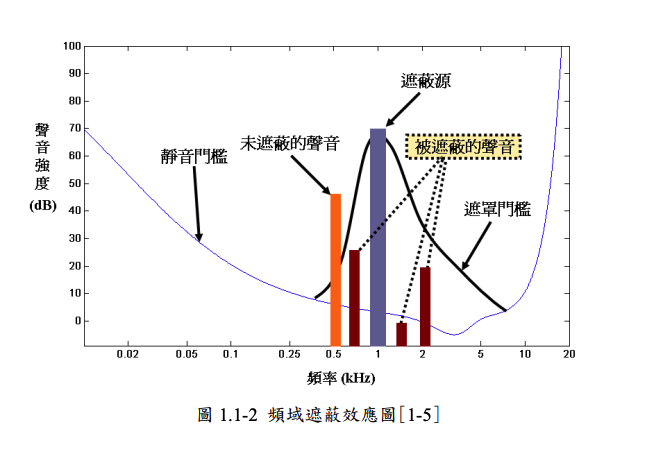 100
80
70
60
50
40
30
20
10
0
聲音強度
(dB)
遮蔽源
未遮蔽的聲音
被遮蔽的聲音
靜音門檻
遮罩門檻
0.02 0.05 0.1 0.25 0.5 1 2 5 10 20
頻率 (kHz)
圖 1.1-2 頻域遮蔽效應圖[1-5]